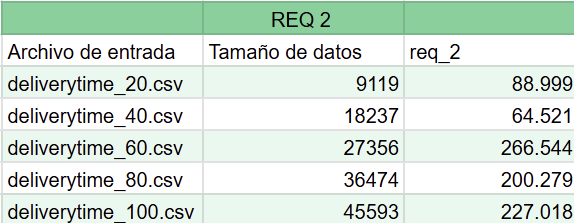 REQ 2
Archivo de entrada Tamaño de datos req_2
deliverytime_20.csv 9119 88.999
deliverytime_40.csv 18237 64.521
deliverytime_60.csv 27356 266.544
deliverytime_80.csv 36474 200.279
deliverytime_100.csv 45593 227.018